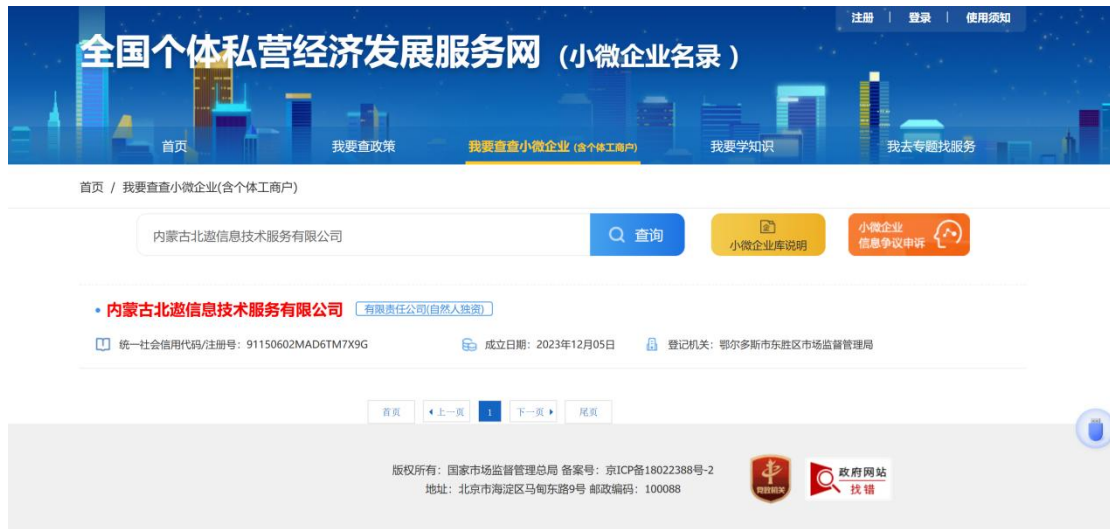 注册 | 登录 | 使用须知
全国个体私营经济发展服务网（小微企业名录）
首页 我要查政策 我要查查小微企业 (含个体工商户) 我要学知识 我去专题找服务
首页 / 我要查查小微企业(含个体工商户)
内蒙古北遨信息技术服务有限公司 查询
小微企业库说明
小微企业
信息争议申诉
内蒙古北遨信息技术服务有限公司 有限责任公司(自然人独资)
统一社会信用代码/注册号：91150602MAD6TM7X9G 成立日期：2023年12月05日 登记机关：鄂尔多斯市东胜区市场监督管理局
首页 上一页 1 下一页 尾页
版权所有：国家市场监督管理总局 备案号：京ICP备18022388号-2
地址：北京市海淀区马甸东路9号 邮政编码：100088
党政机关
政府网站
找错